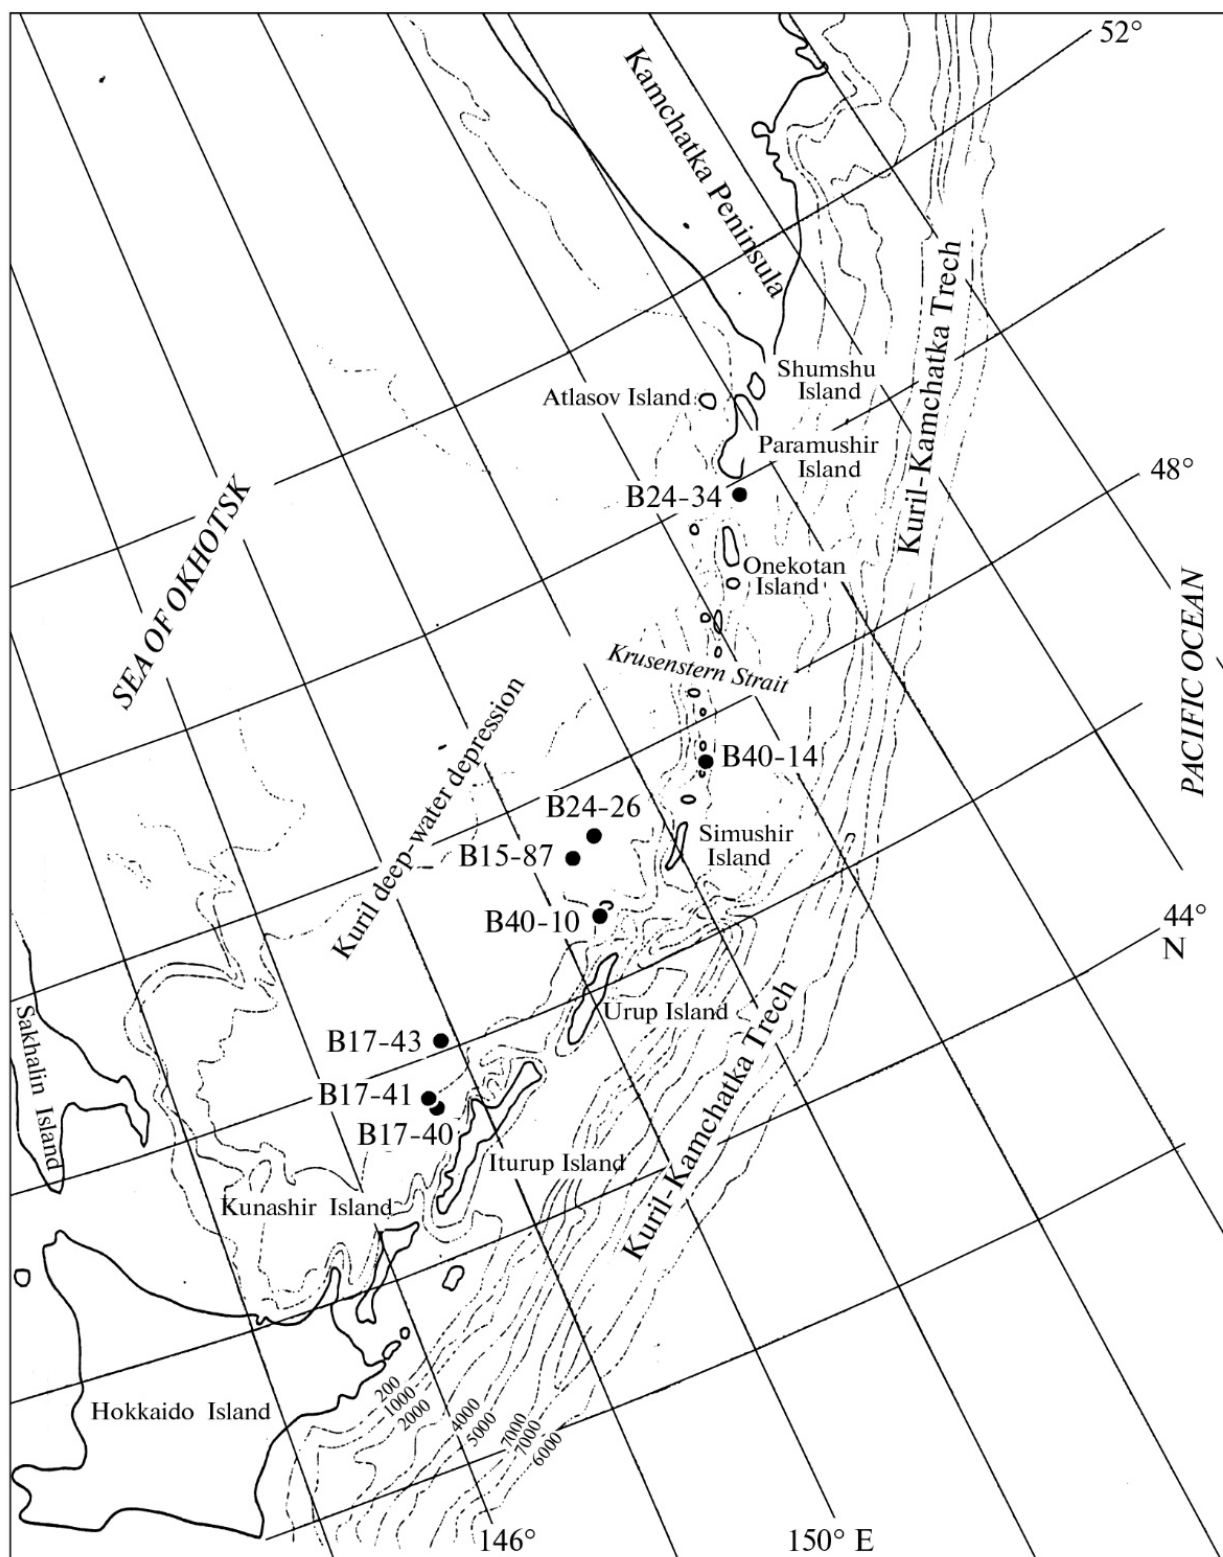 52°
Kamchatka Peninsula
Kuril-Kamchatka Trech
Shumshu
Island
Atlasov Island
Paramushir
Island
48°
SEA OF OKHOTSK
B24-34
Onekotan
Island
PACIFIC OCEAN
Krusenstern Strait
Kuril deep-water depression
B40-14
B24-26
Simushir
Island
B15-87
B40-10
44°
N
Urup Island
Sakhalin Island
B17-43
Kuril-Kamchatka Trech
B17-41
B17-40
Iturup Island
Kunashir Island
Hokkaido Island
200
1000
2000
4000
5000
7000
7000
6000
146°
150° E